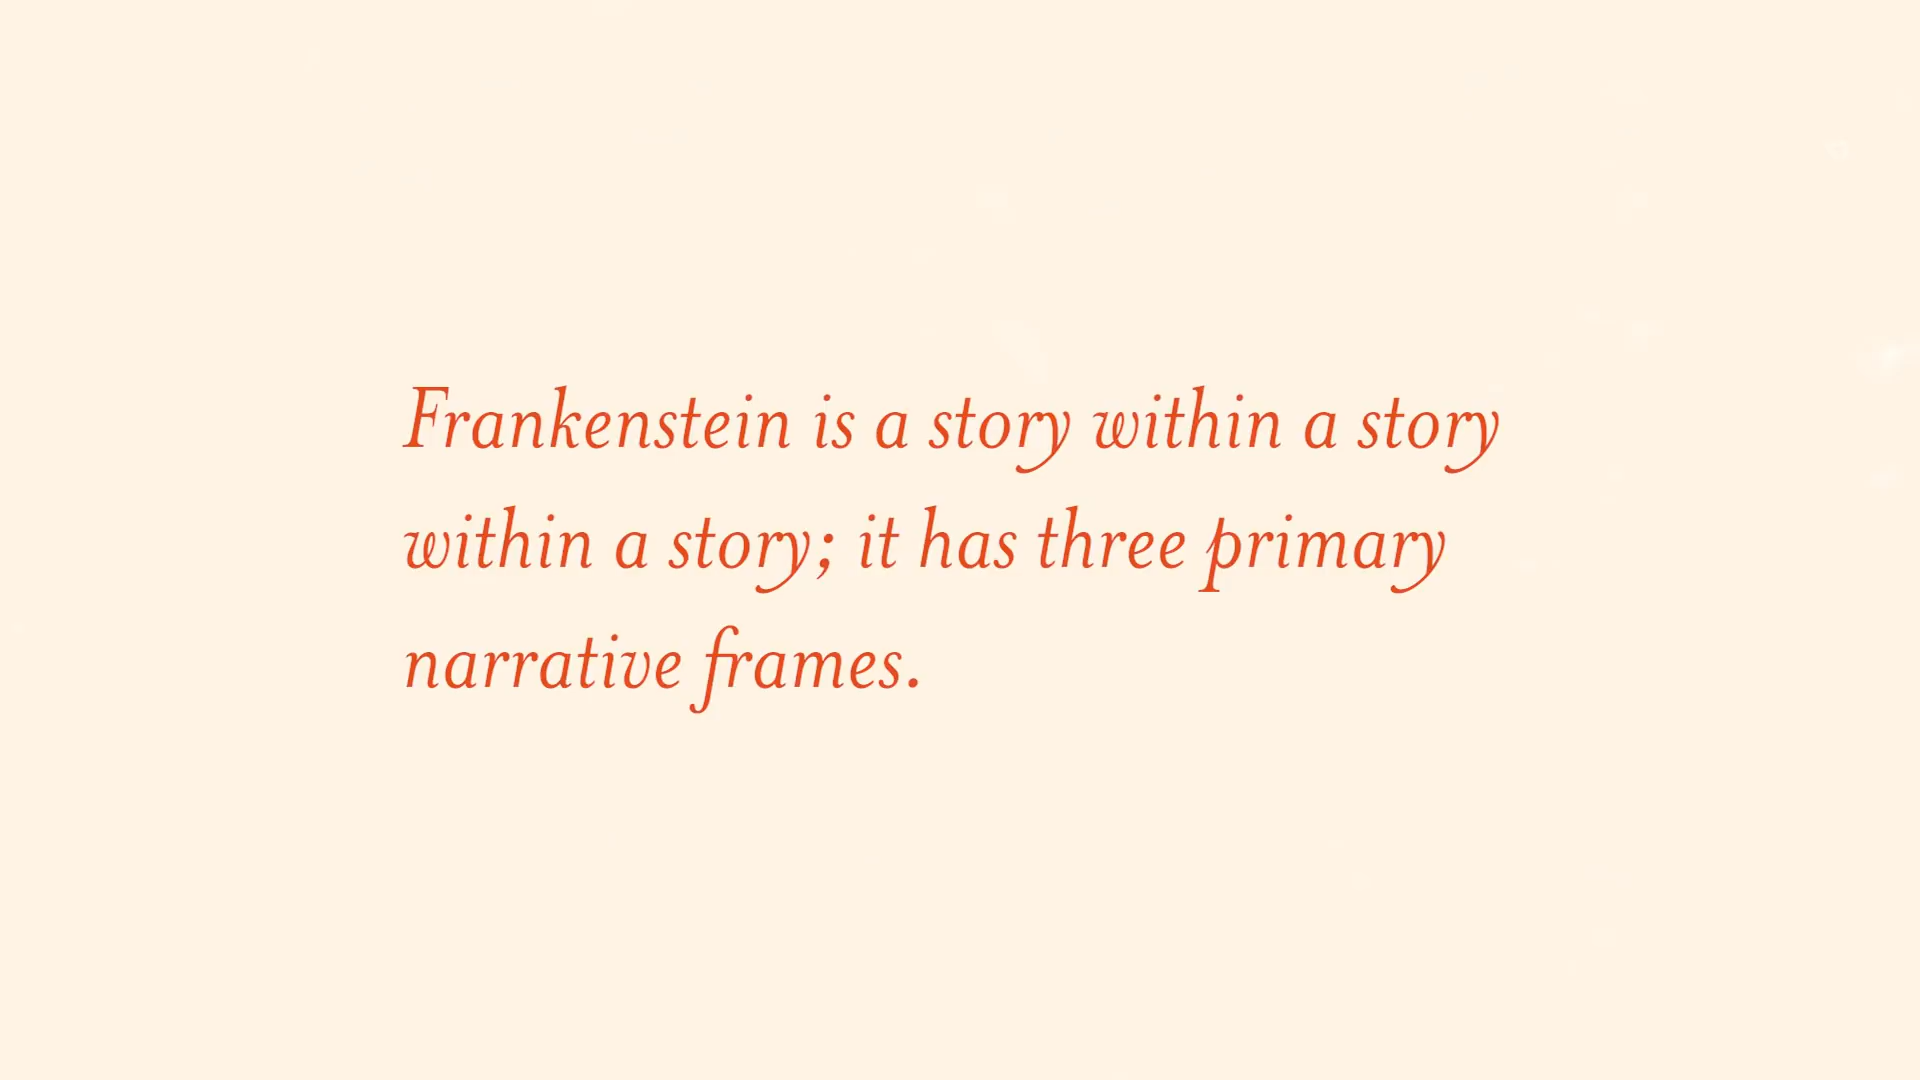 Frankenstein is a story within a story
within a story; it has three primary
narrative frames.